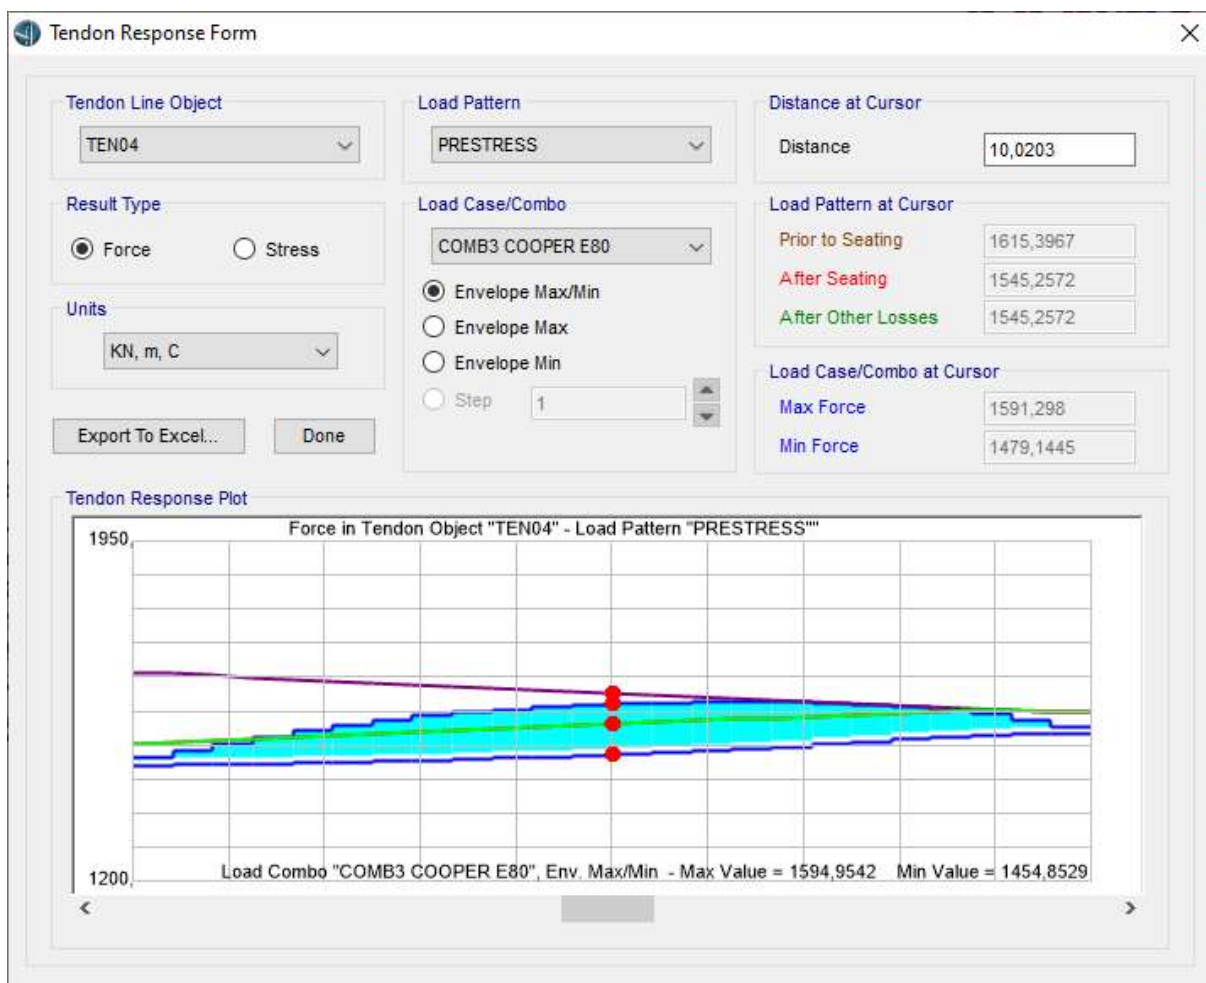 Tendon Response Form
Tendon Line Object
TEN04
Load Pattern
PRESTRESS
Distance at Cursor
Distance 10,0203
Result Type
Force Stress
Load Case/Combo
COMB3 COOPER E80
Envelope Max/Min
Envelope Max
Envelope Min
Step 1
Load Pattern at Cursor
Prior to Seating 1615,3967
After Seating 1545,2572
After Other Losses 1545,2572
Units
KN, m, C
Load Case/Combo at Cursor
Max Force 1591,298
Min Force 1479,1445
Export To Excel... Done
Tendon Response Plot
Force in Tendon Object "TEN04" - Load Pattern "PRESTRESS""
1950,
1200,
Load Combo "COMB3 COOPER E80", Env. Max/Min - Max Value = 1594,9542 Min Value = 1454,8529